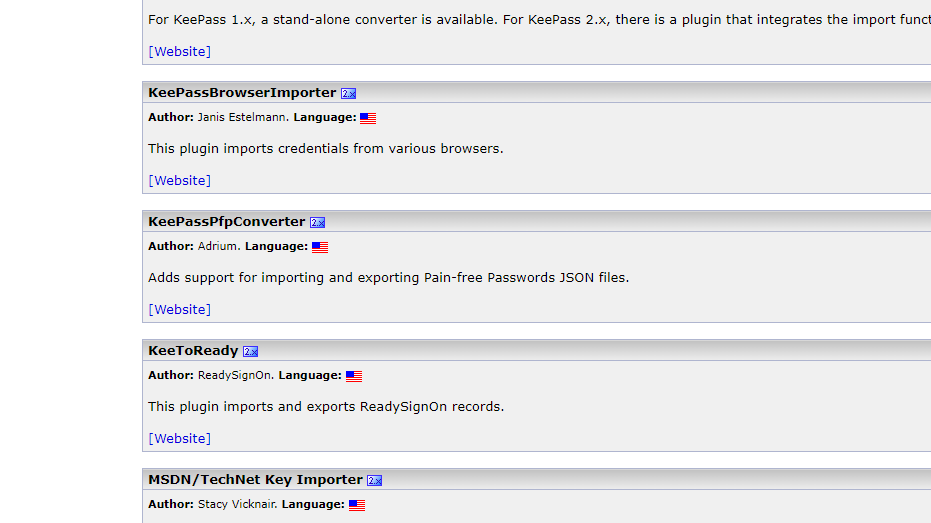 For KeePass 1.x, a stand-alone converter is available. For KeePass 2.x, there is a plugin that integrates the import
[Website]
KeePassBrowserImporter 2.x
Author: Janis Estelmann. Language:
This plugin imports credentials from various browsers.
[Website]
KeePassPfpConverter 2.x
Author: Adrium. Language:
Adds support for importing and exporting Pain-free Passwords JSON files.
[Website]
KeeToReady 2.x
Author: ReadySignOn. Language:
This plugin imports and exports ReadySignOn records.
[Website]
MSDN/TechNet Key Importer 2.x
Author: Stacy Vicknair. Language: